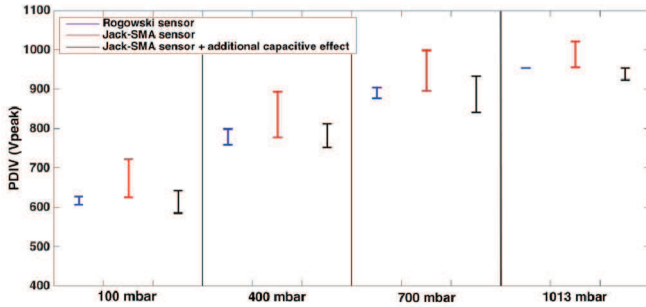 1100
1000
900
800
700
600
500
400
PDIV (Vpeak)
Rogowski sensor
Jack-SMA sensor
Jack-SMA sensor + additional capacitive effect
100 mbar
400 mbar
700 mbar
1013 mbar